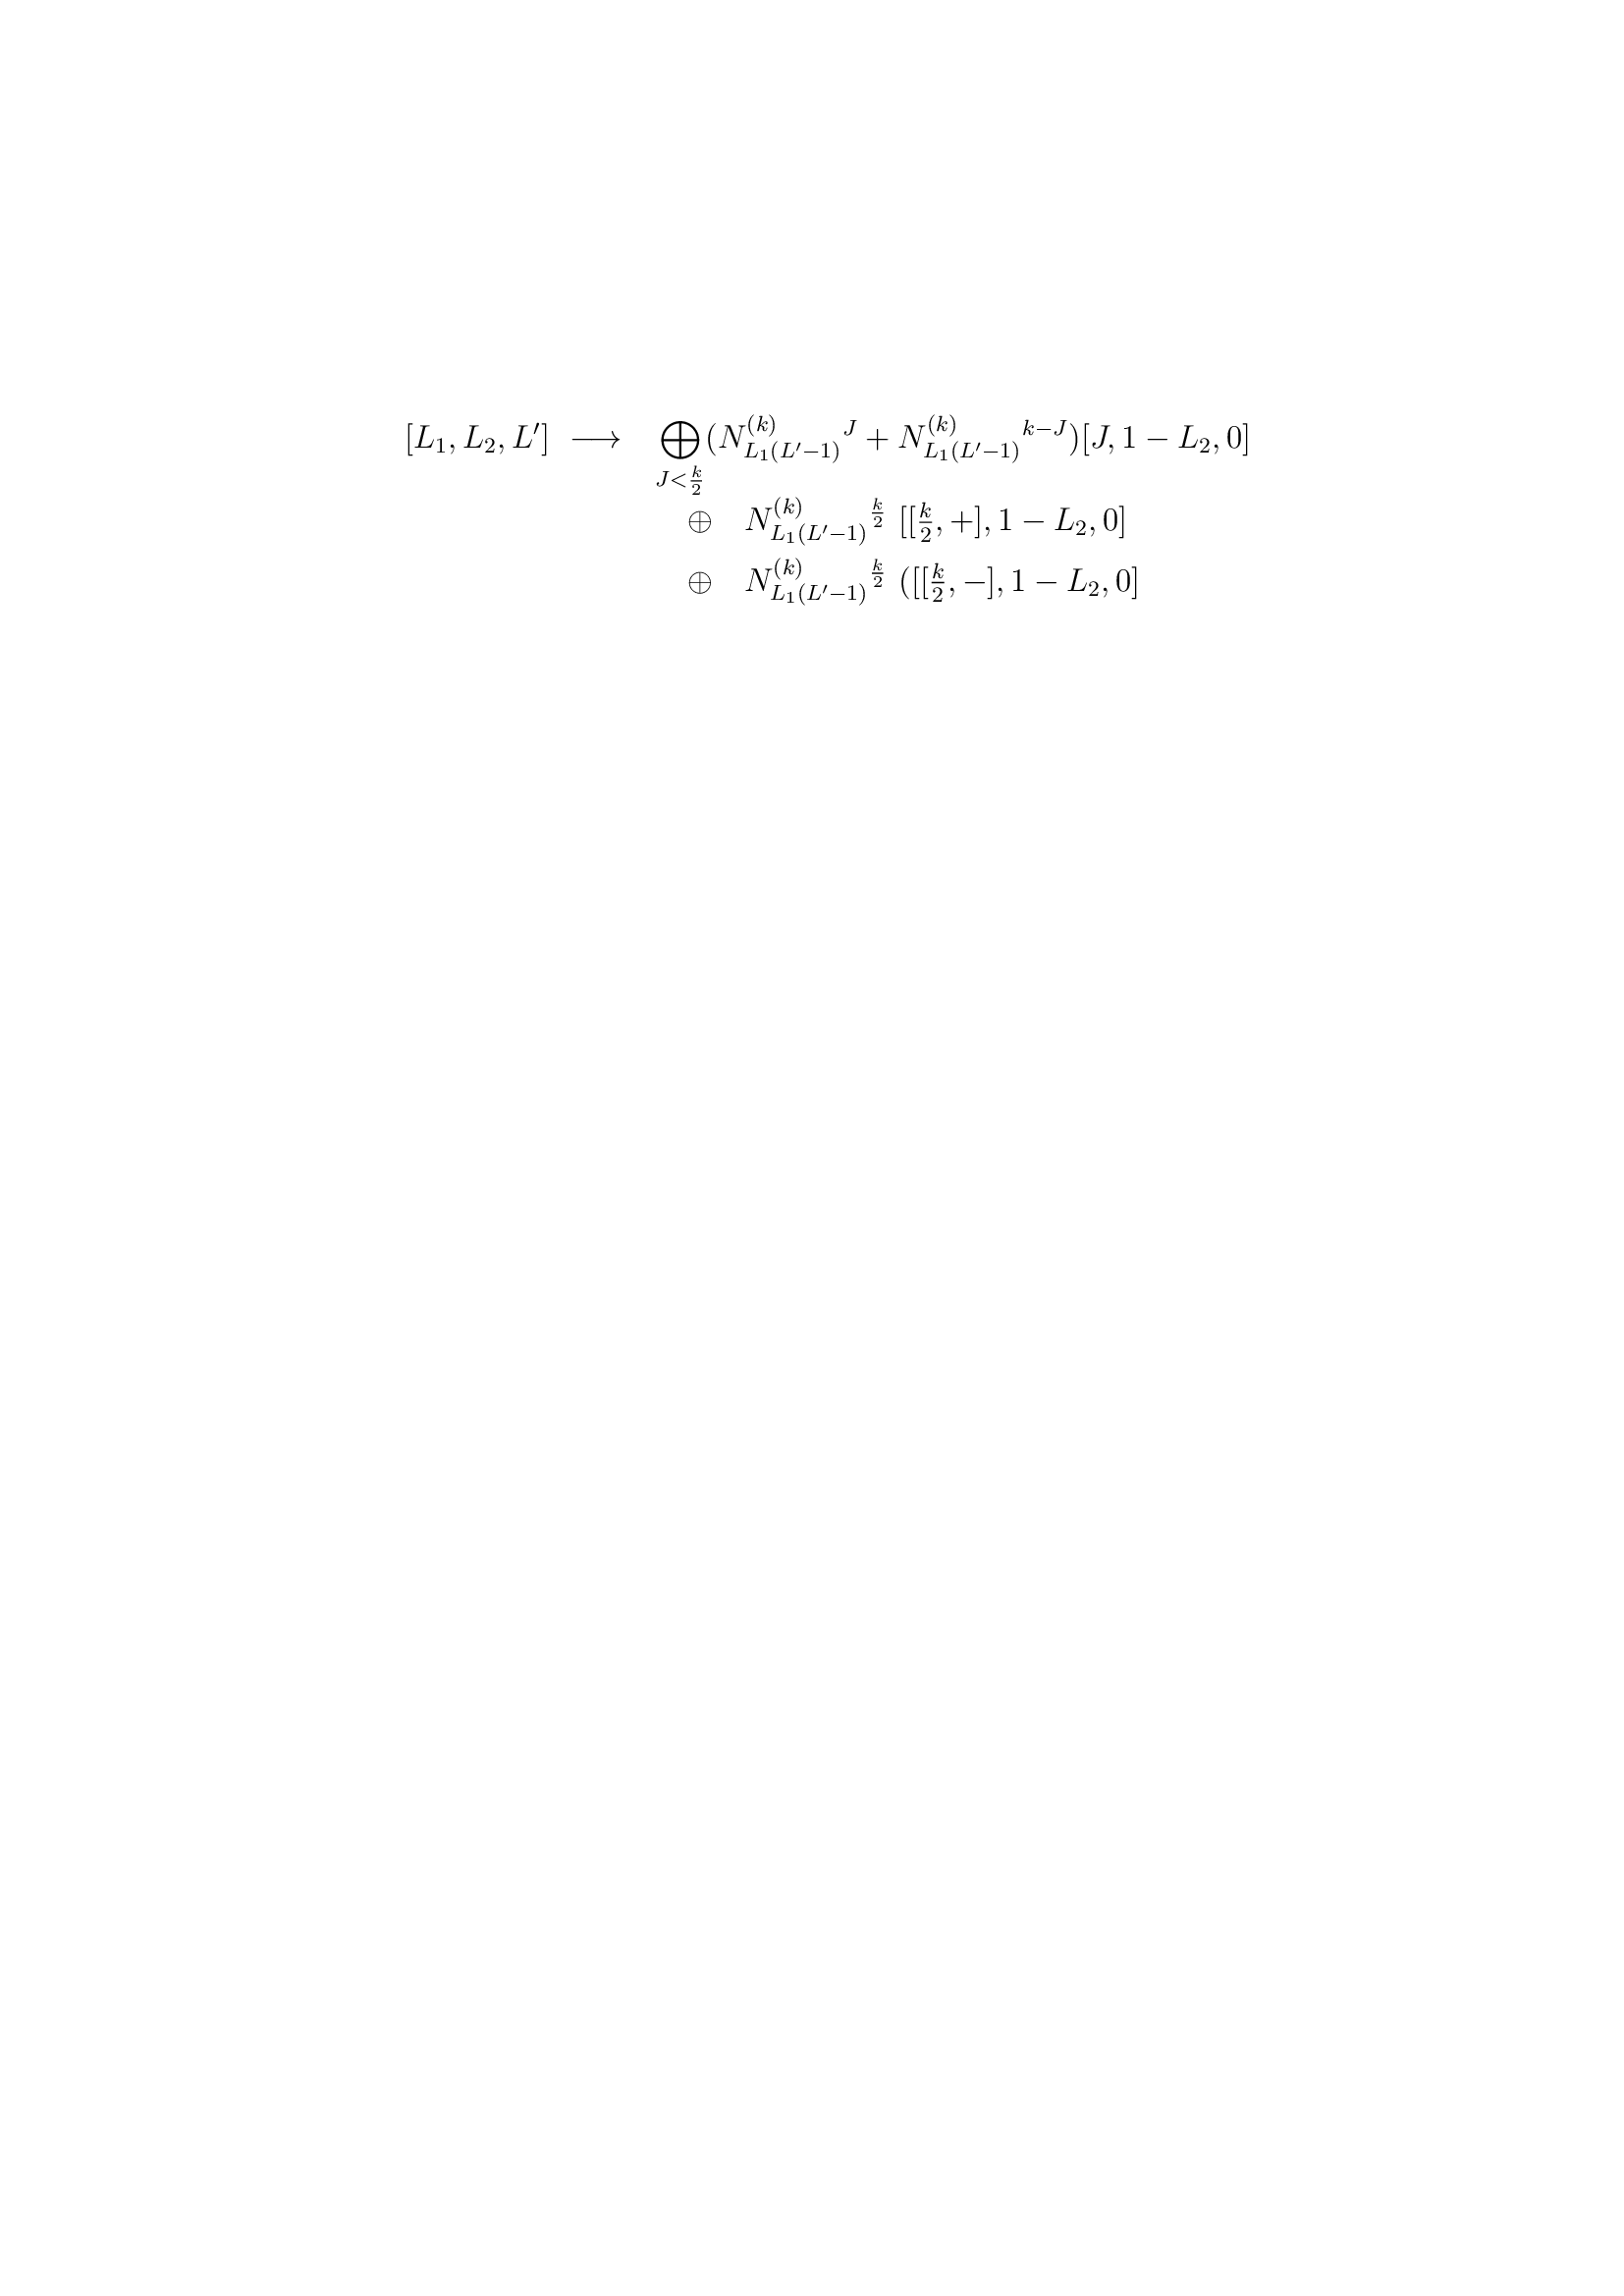 $[L_1, L_2, L'] \longrightarrow \bigoplus_{J<\frac{k}{2}} (N^{(k)}_{L_1(L'-1)}{}^{J} + N^{(k)}_{L_1(L'-1)}{}^{k-J})[J, 1-L_2, 0]$
$\oplus \quad N^{(k)}_{L_1(L'-1)}{}^{\frac{k}{2}} \ [[\tfrac{k}{2}, +], 1-L_2, 0]$
$\oplus \quad N^{(k)}_{L_1(L'-1)}{}^{\frac{k}{2}} \ ([[\tfrac{k}{2}, -], 1-L_2, 0]$